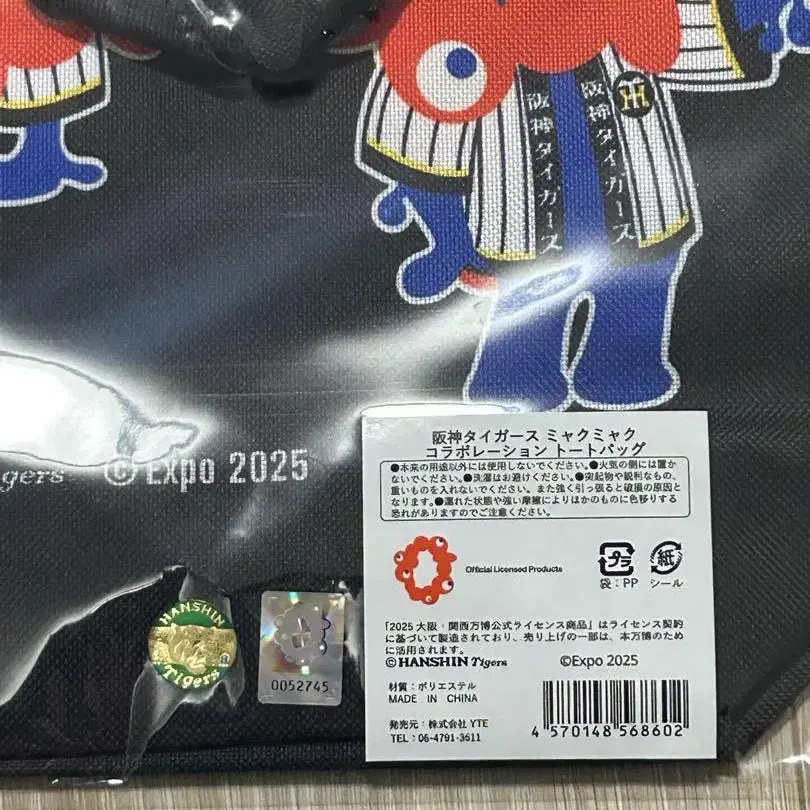 阪神タイガース
阪神タイガース
HT
gers
©Expo 2025
阪神タイガース ミャクミャク
コラボレーション トートバッグ
●本来の用途以外には使用しないでください。●火気の側には置か
ないでください。●洗濯はお避けください。●突起物や鋭利なもの、
重いものを入れないでください。また強く引っ張ると破損の原因と
なります。●濡れた状態や強い摩擦によりほかのものに色移りする
恐れがありますのでご注意ください。
Official Licensed Products
プラ
袋：PP
紙
シール
「2025 大阪・関西万博公式ライセンス商品」はライセンス契約
に基づいて製造されており、売り上げの一部は、本万博のため
に活用されます。
©HANSHIN Tigers
©Expo 2025
材質：ポリエステル
MADE IN CHINA
発売元：株式会社 YTE
TEL：06-4791-3611
4 570148 568602
HANSHIN
Tigers
0052745